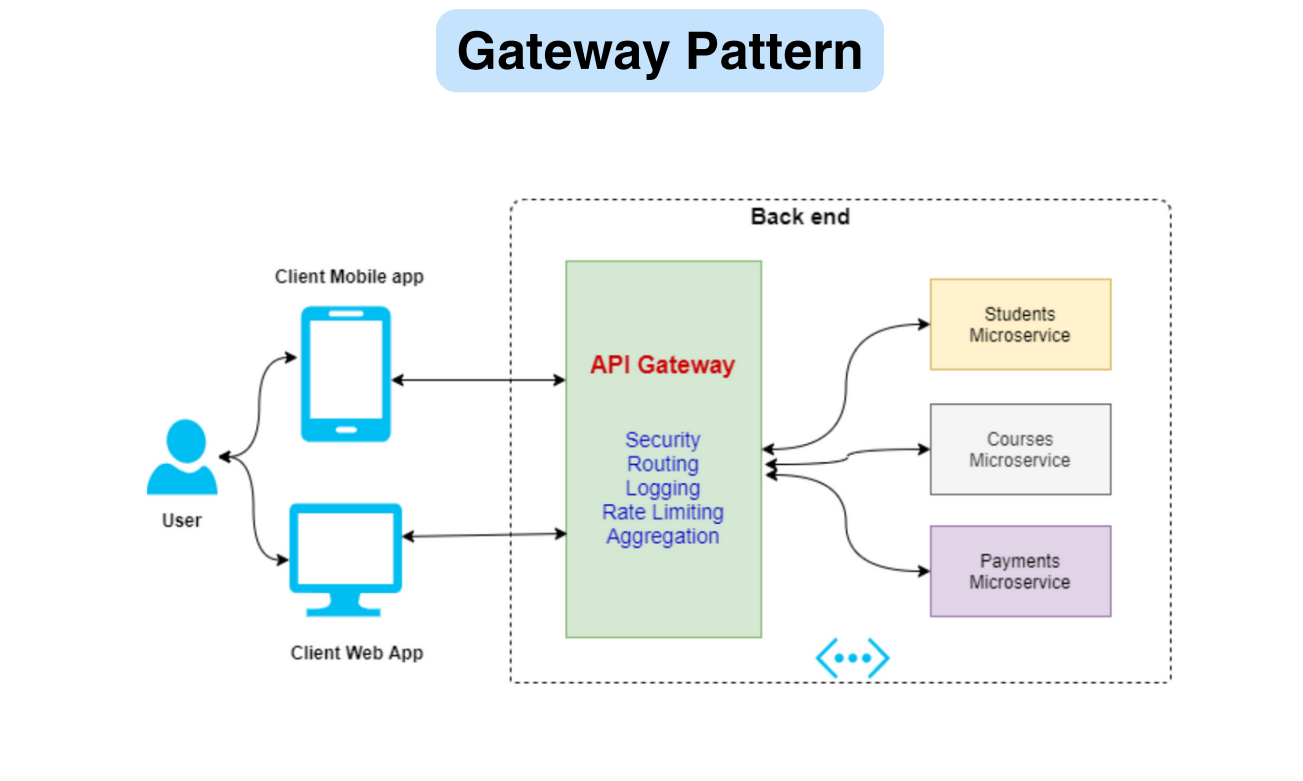 Gateway Pattern
Back end
Client Mobile app
User
Client Web App
API Gateway
Security
Routing
Logging
Rate Limiting
Aggregation
Students
Microservice
Courses
Microservice
Payments
Microservice